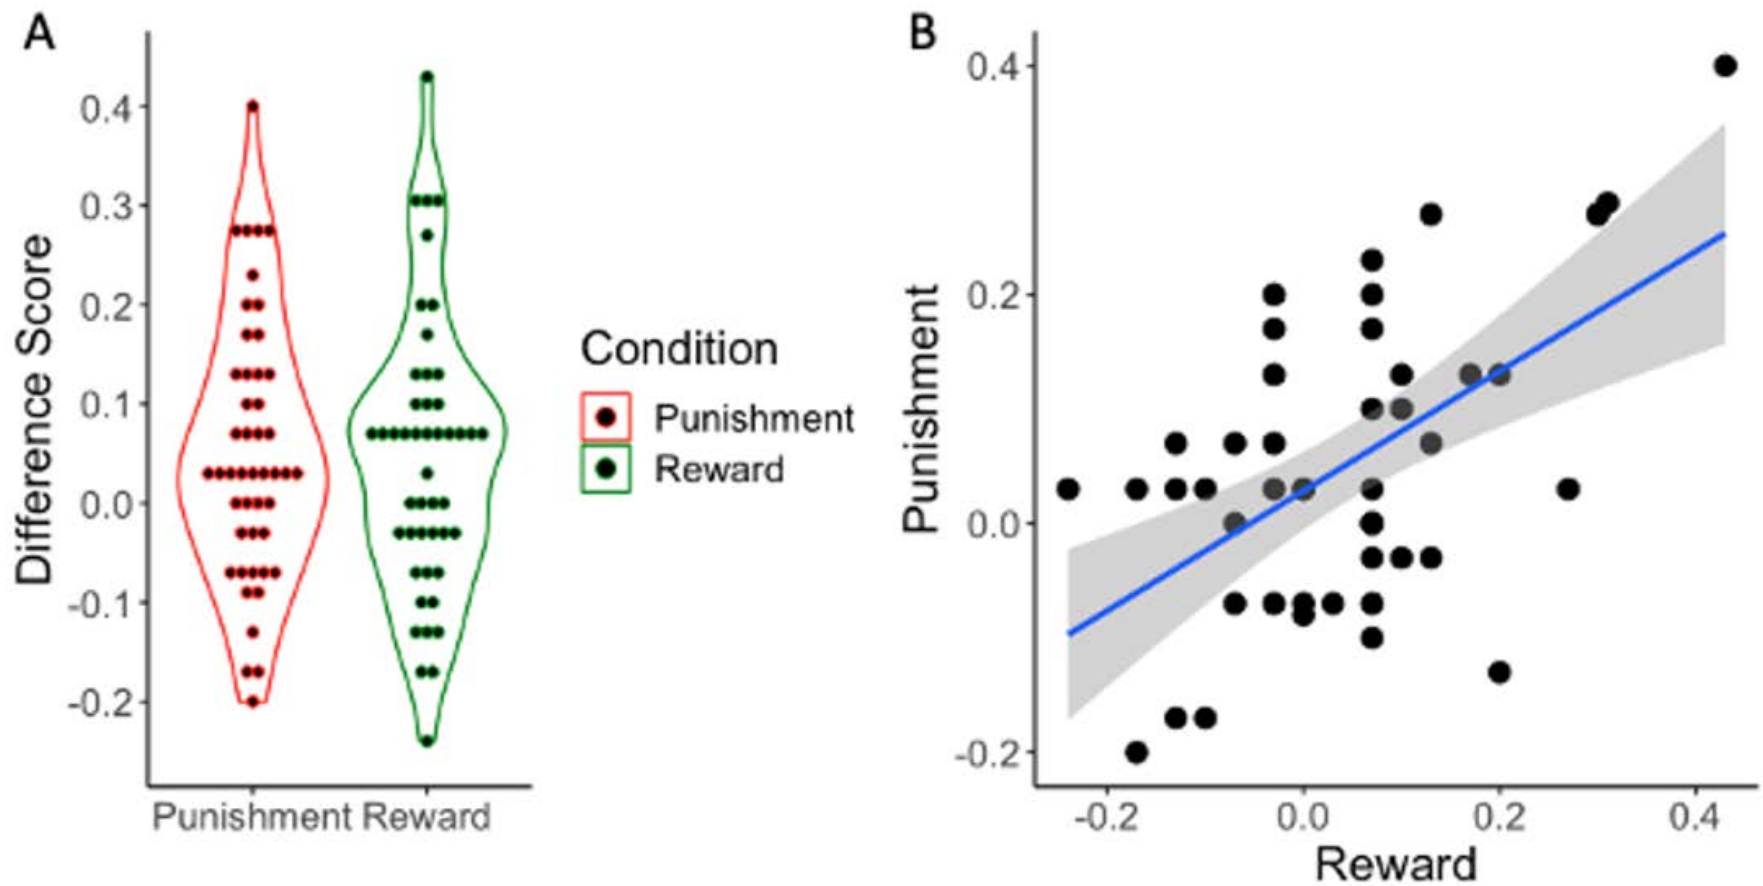 A
Difference Score
0.4
0.3
0.2
0.1
0.0
-0.1
-0.2
Punishment Reward
Condition
Punishment
Reward
B
Punishment
0.4
0.2
0.0
-0.2
-0.2 0.0 0.2 0.4
Reward